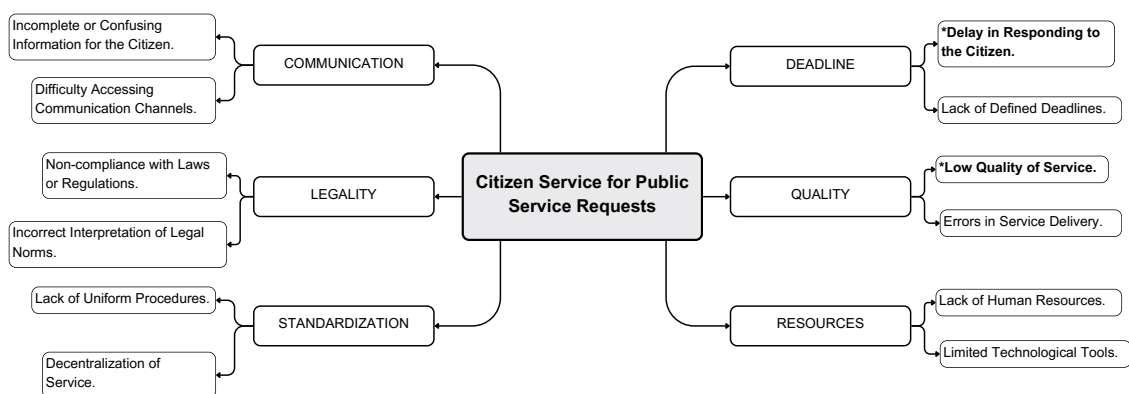 Incomplete or Confusing
Information for the Citizen.
COMMUNICATION
Difficulty Accessing
Communication Channels.
Non-compliance with Laws
or Regulations.
LEGALITY
Incorrect Interpretation of Legal
Norms.
Lack of Uniform Procedures.
STANDARDIZATION
Decentralization of
Service.
Citizen Service for Public
Service Requests
*Delay in Responding to
the Citizen.
DEADLINE
Lack of Defined Deadlines.
*Low Quality of Service.
QUALITY
Errors in Service Delivery.
Lack of Human Resources.
RESOURCES
Limited Technological Tools.